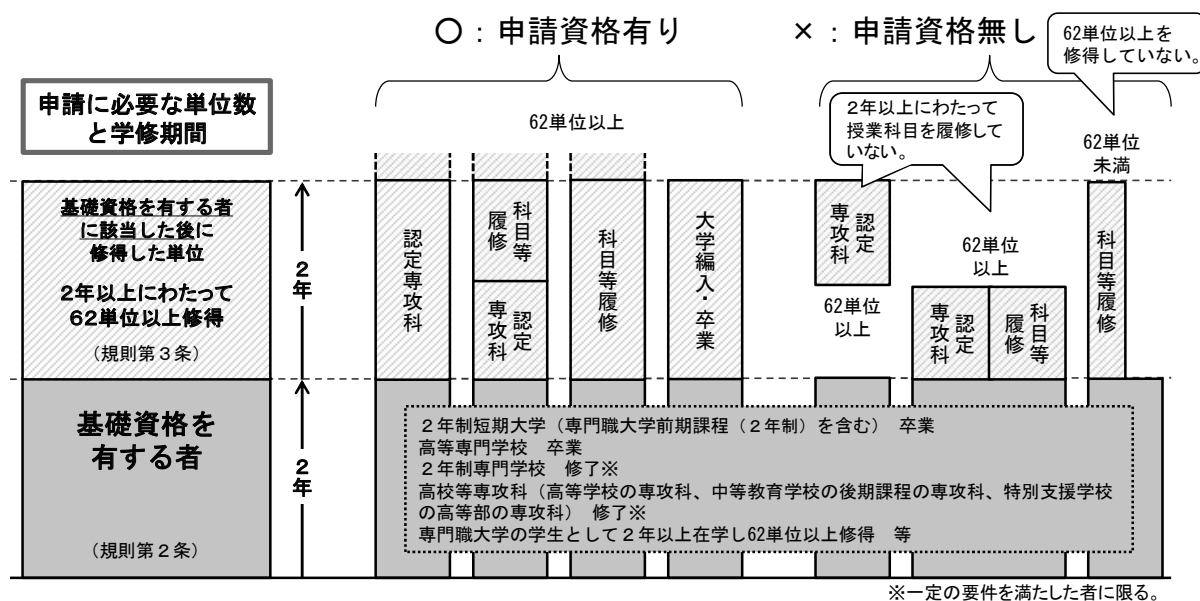 ○：申請資格有り
×：申請資格無し
62単位以上を
修得していない。
申請に必要な単位数
と学修期間
62単位以上
2年以上にわたって
授業科目を履修して
いない。
62単位
未満
基礎資格を有する者
に該当した後に
修得した単位
2年以上にわたって
62単位以上修得
（規則第３条）
２年
認定専攻科
科目等
履修
認定
専攻科
科目等履修
大学編入・卒業
認定
専攻科
62単位
以上
62単位
以上
認定
専攻科
科目等
履修
科目等履修
基礎資格を
有する者
（規則第２条）
２年
２年制短期大学（専門職大学前期課程（２年制）を含む） 卒業
高等専門学校 卒業
２年制専門学校 修了※
高校等専攻科（高等学校の専攻科、中等教育学校の後期課程の専攻科、特別支援学校
の高等部の専攻科） 修了※
専門職大学の学生として２年以上在学し62単位以上修得 等
※一定の要件を満たした者に限る。